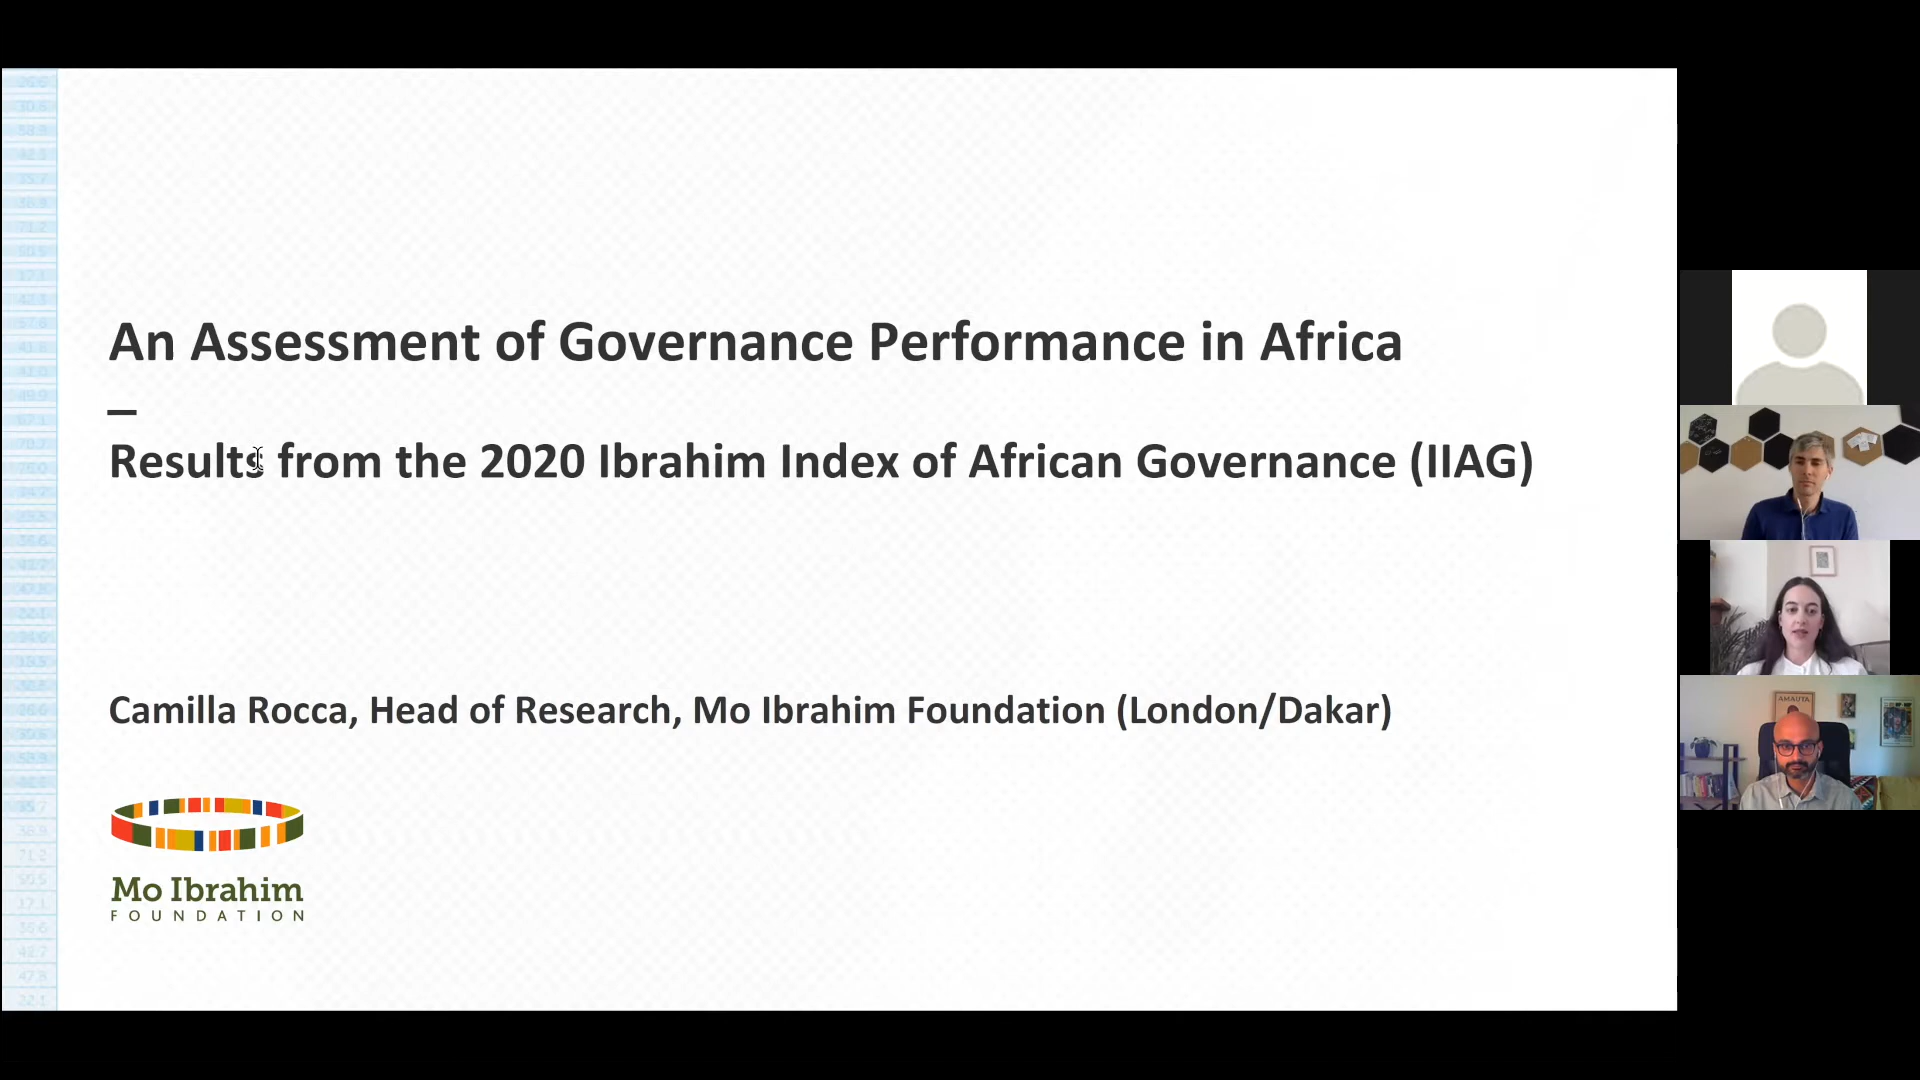 An Assessment of Governance Performance in Africa
–
Results from the 2020 Ibrahim Index of African Governance (IIAG)
Camilla Rocca, Head of Research, Mo Ibrahim Foundation (London/Dakar)
Mo Ibrahim
FOUNDATION
AMAUTA